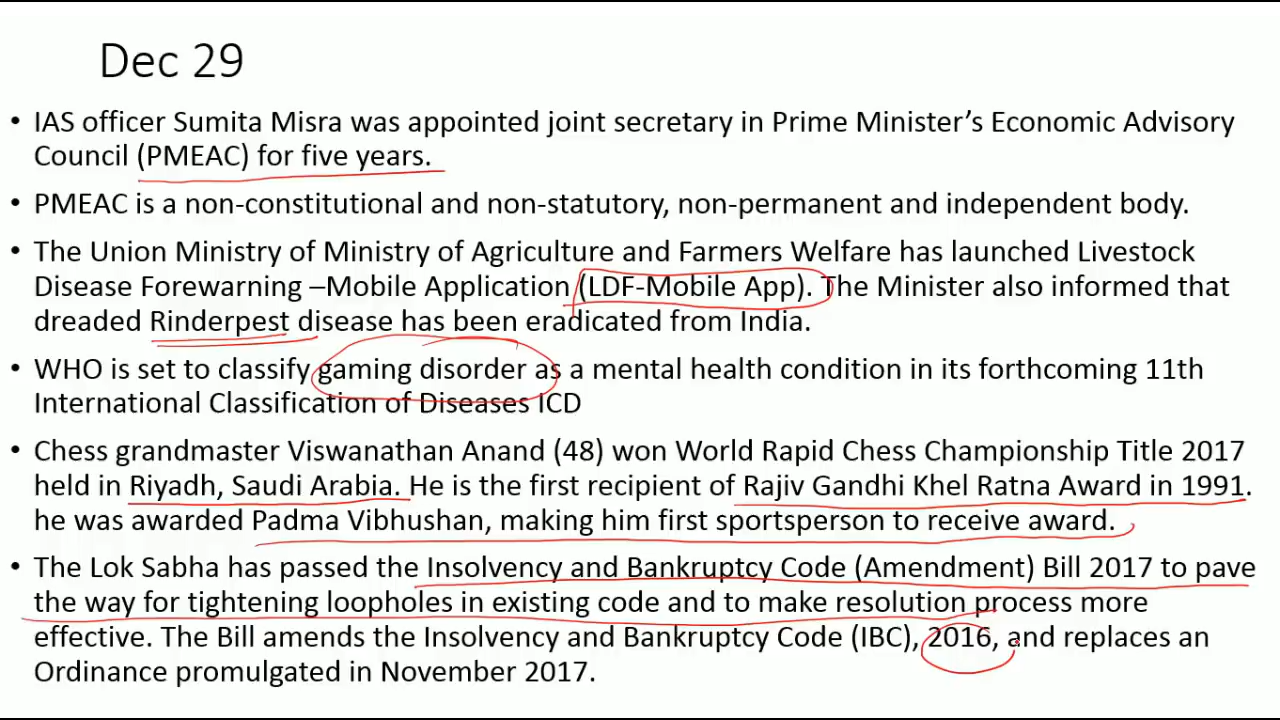 Dec 29
• IAS officer Sumita Misra was appointed joint secretary in Prime Minister’s Economic Advisory
Council (PMEAC) for five years.
• PMEAC is a non-constitutional and non-statutory, non-permanent and independent body.
• The Union Ministry of Ministry of Agriculture and Farmers Welfare has launched Livestock
Disease Forewarning –Mobile Application (LDF-Mobile App). The Minister also informed that
dreaded Rinderpest disease has been eradicated from India.
• WHO is set to classify gaming disorder as a mental health condition in its forthcoming 11th
International Classification of Diseases ICD
• Chess grandmaster Viswanathan Anand (48) won World Rapid Chess Championship Title 2017
held in Riyadh, Saudi Arabia. He is the first recipient of Rajiv Gandhi Khel Ratna Award in 1991.
he was awarded Padma Vibhushan, making him first sportsperson to receive award.
• The Lok Sabha has passed the Insolvency and Bankruptcy Code (Amendment) Bill 2017 to pave
the way for tightening loopholes in existing code and to make resolution process more
effective. The Bill amends the Insolvency and Bankruptcy Code (IBC), 2016, and replaces an
Ordinance promulgated in November 2017.